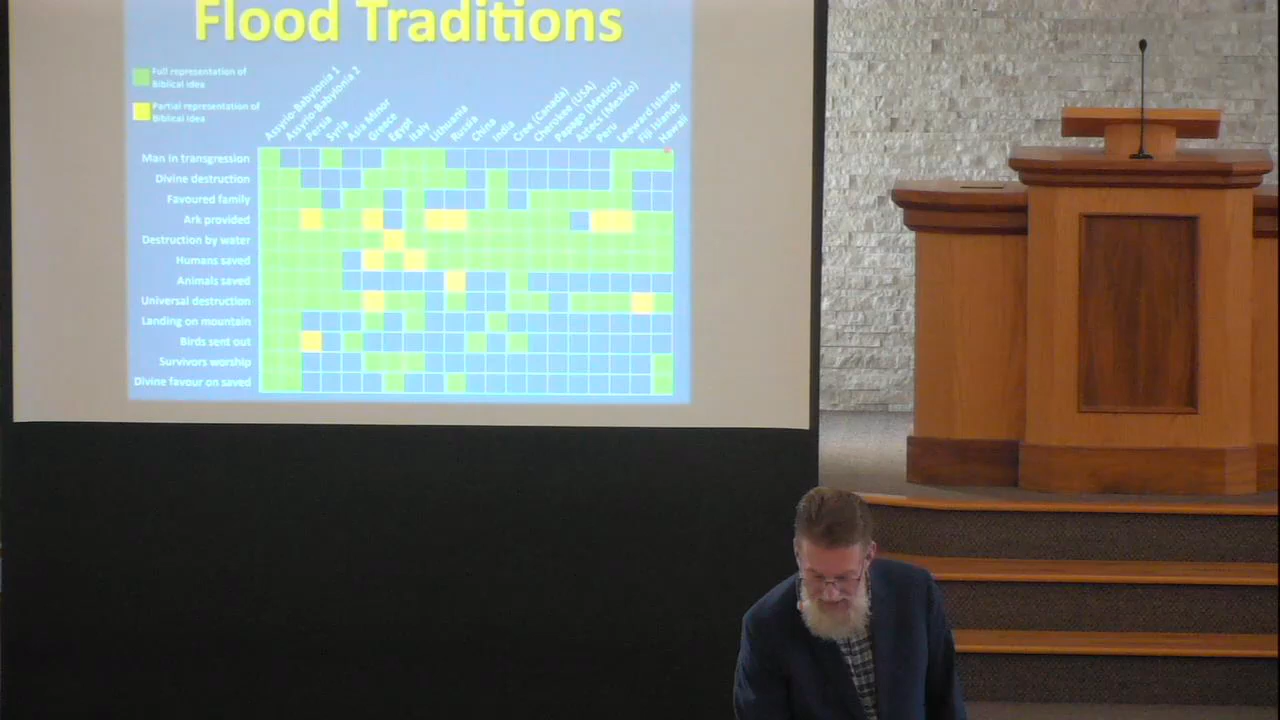 Flood Traditions
Full representation of
Biblical idea
Partial representation of
Biblical idea
Assyrio-Babylonia 1
Assyrio-Babylonia 2
Persia
Syria
Asia Minor
Greece
Egypt
Italy
Lithuania
Russia
China
India
Cree (Canada)
Cherokee (USA)
Papago (Mexico)
Aztecs (Mexico)
Peru
Leeward Islands
Fiji Islands
Hawaii
Man in transgression
Divine destruction
Favoured family
Ark provided
Destruction by water
Humans saved
Animals saved
Universal destruction
Landing on mountain
Birds sent out
Survivors worship
Divine favour on saved